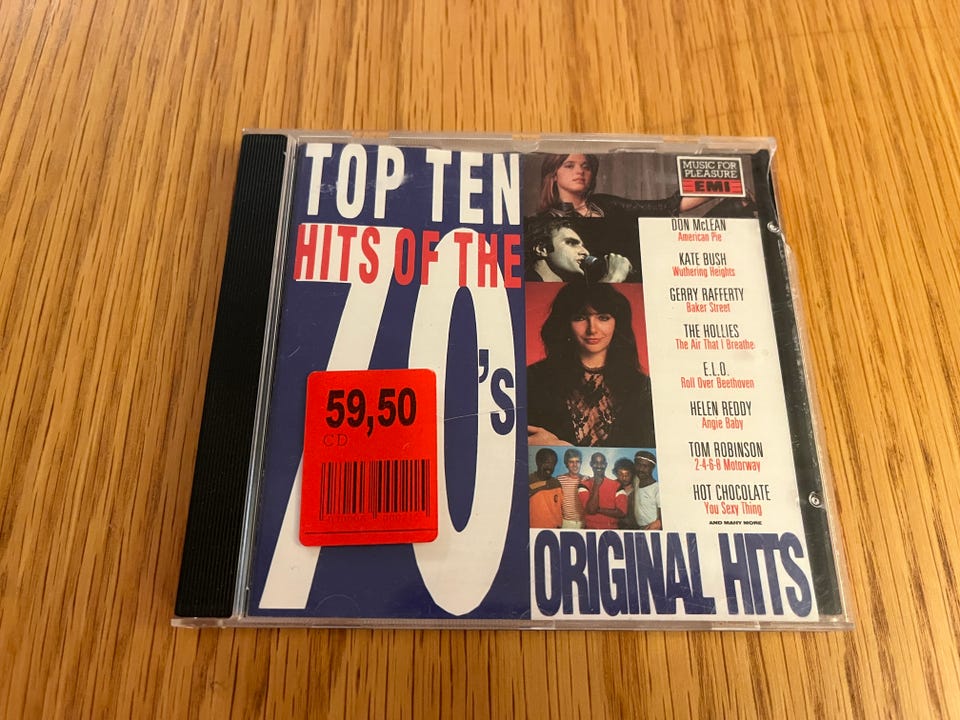 TOP TEN
HITS OF THE
70's
59,50
CD
MUSIC FOR
PLEASURE
EMI
DON McLEAN
American Pie
KATE BUSH
Wuthering Heights
GERRY RAFFERTY
Baker Street
THE HOLLIES
The Air That I Breathe
E.L.O.
Roll Over Beethoven
HELEN REDDY
Angie Baby
TOM ROBINSON
2-4-6-8 Motorway
HOT CHOCOLATE
You Sexy Thing
AND MANY MORE
ORIGINAL HITS